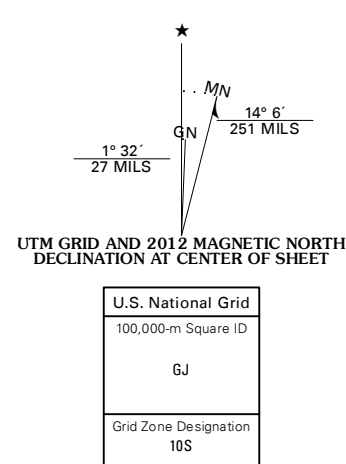 ★
MN
GN
14° 6´
251 MILS
1° 32´
27 MILS
UTM GRID AND 2012 MAGNETIC NORTH
DECLINATION AT CENTER OF SHEET
U.S. National Grid
100,000-m Square ID
GJ
Grid Zone Designation
10S